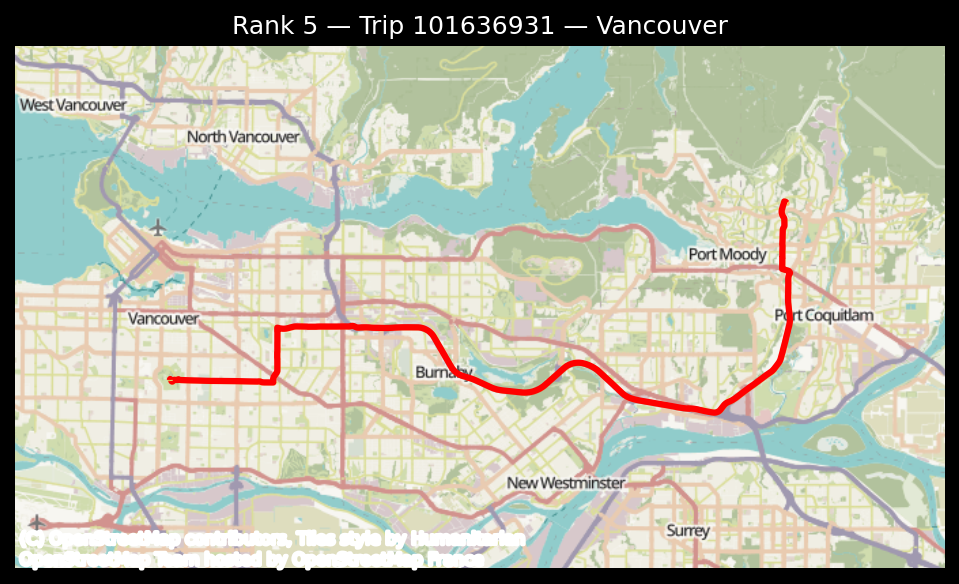 Rank 5 — Trip 101636931 — Vancouver
West Vancouver
North Vancouver
Port Moody
Port Coquitlam
Vancouver
Burnaby
New Westminster
Surrey
(C) OpenStreetMap contributors, Tiles style by Humanitarian
OpenStreetMap Team hosted by OpenStreetMap France